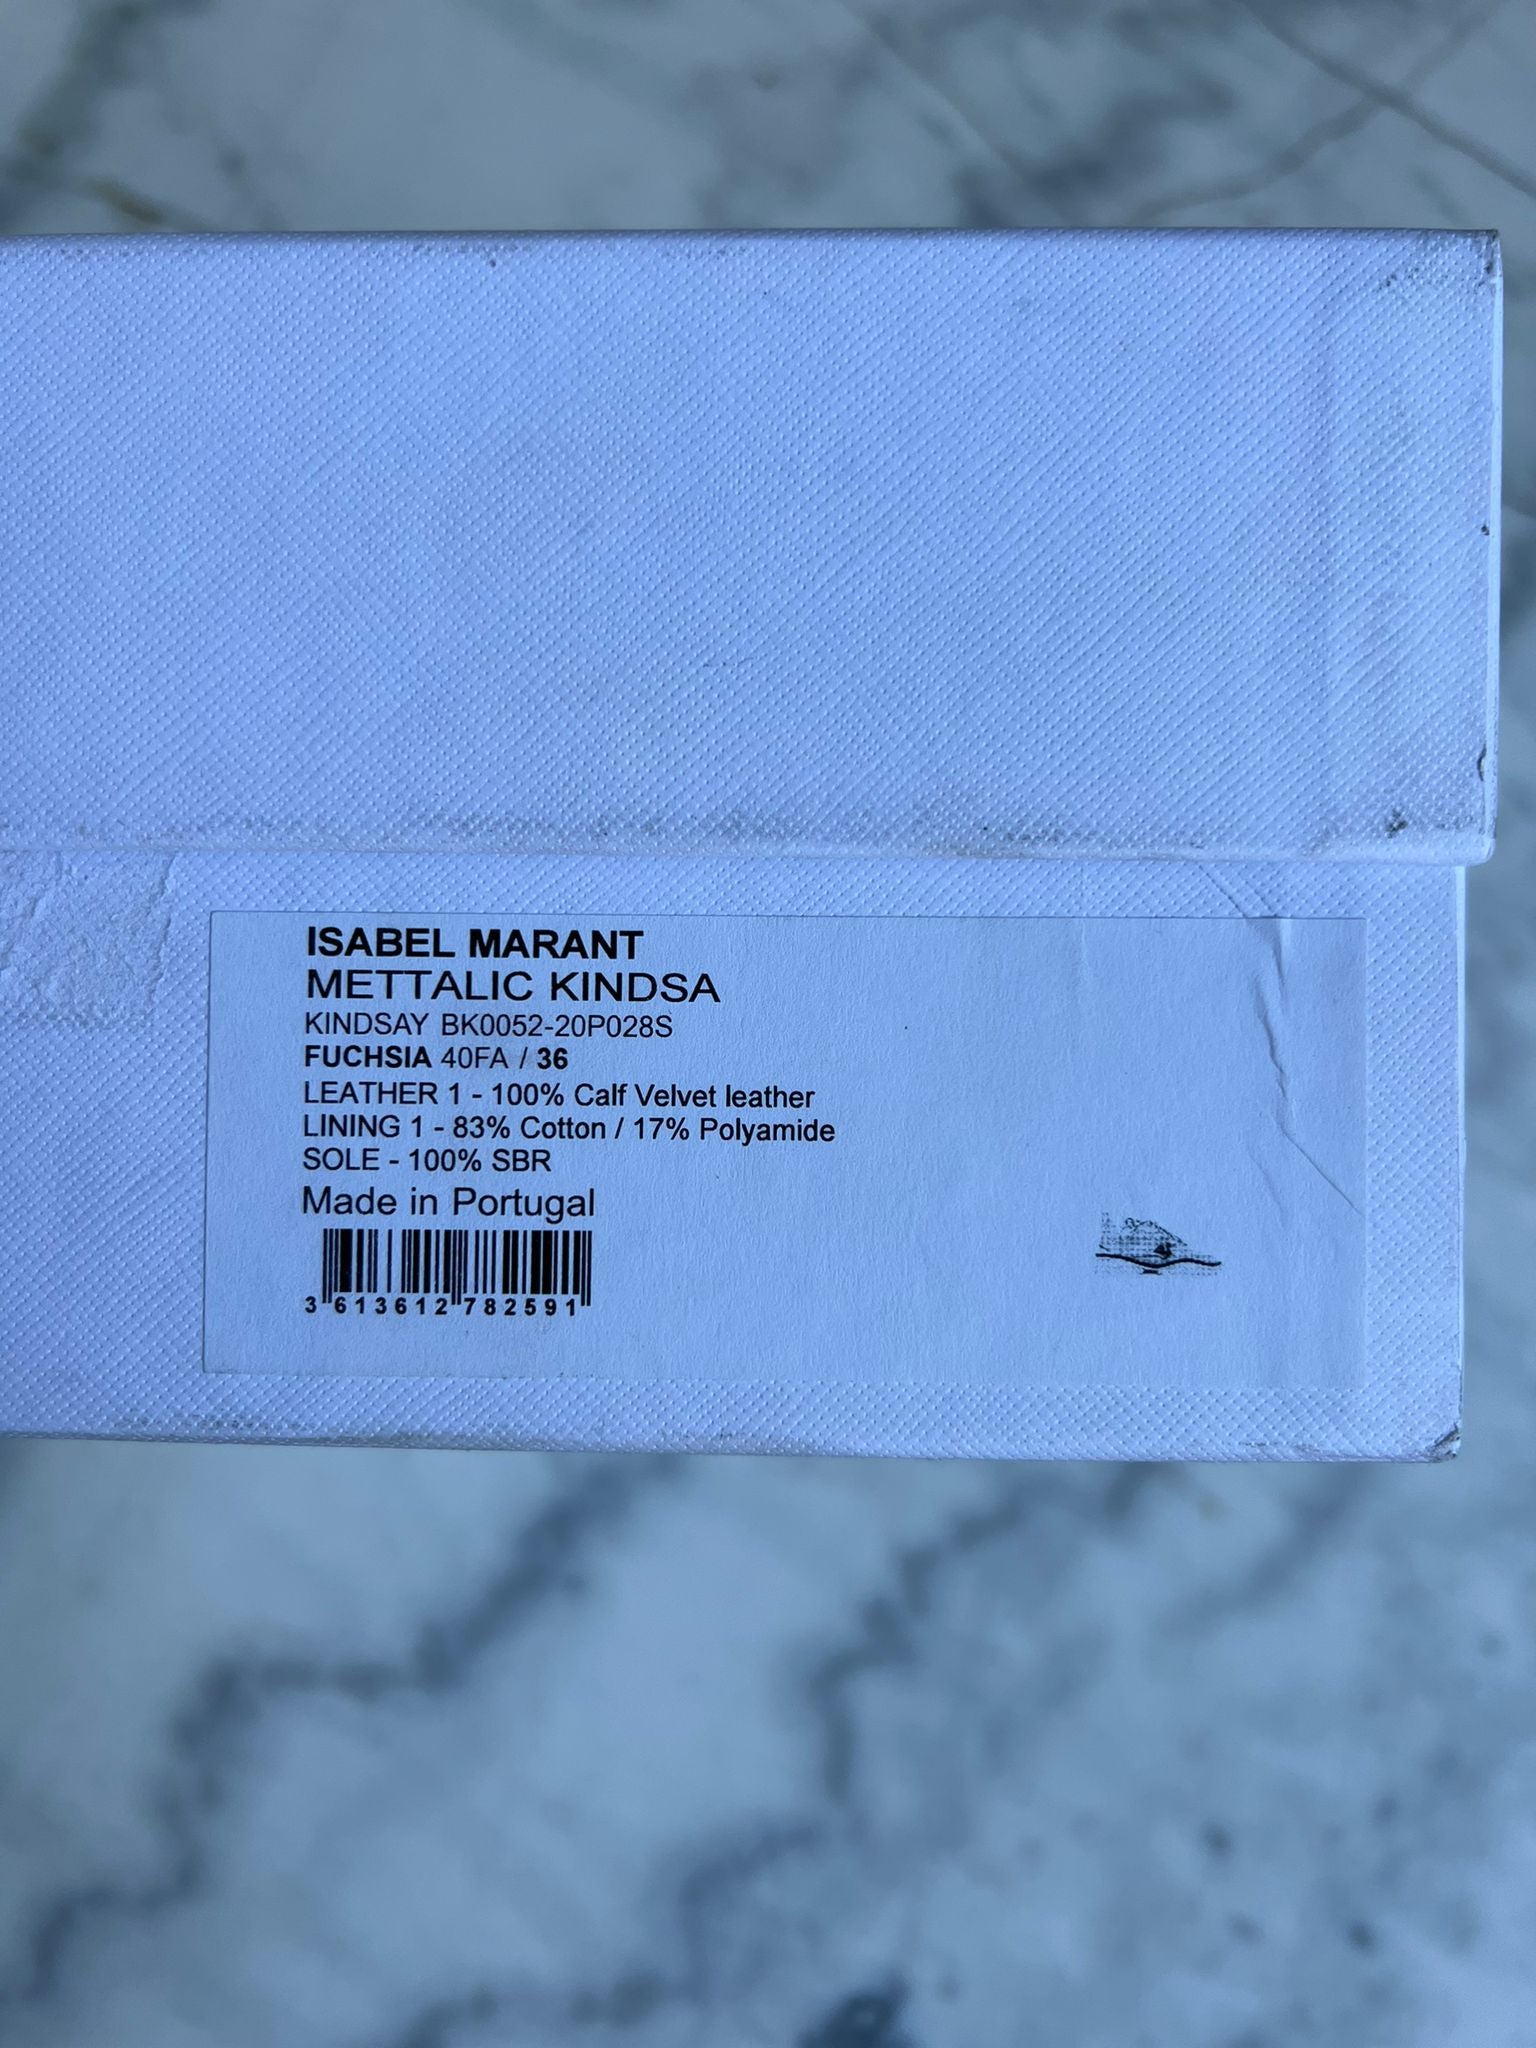 ISABEL MARANT
METTALIC KINDSA
KINDSAY BK0052-20P028S
FUCHSIA 40FA / 36
LEATHER 1 - 100% Calf Velvet leather
LINING 1 - 83% Cotton / 17% Polyamide
SOLE - 100% SBR
Made in Portugal
3613612782591